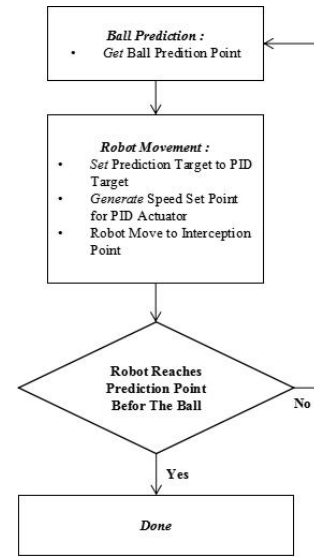 Ball Prediction :
• Get Ball Predition Point
Robot Movement :
• Set Prediction Target to PID
Target
• Generate Speed Set Point
for PID Actuator
• Robot Move to Interception
Point
Robot Reaches
Prediction Point
Befor The Ball
No
Yes
Done